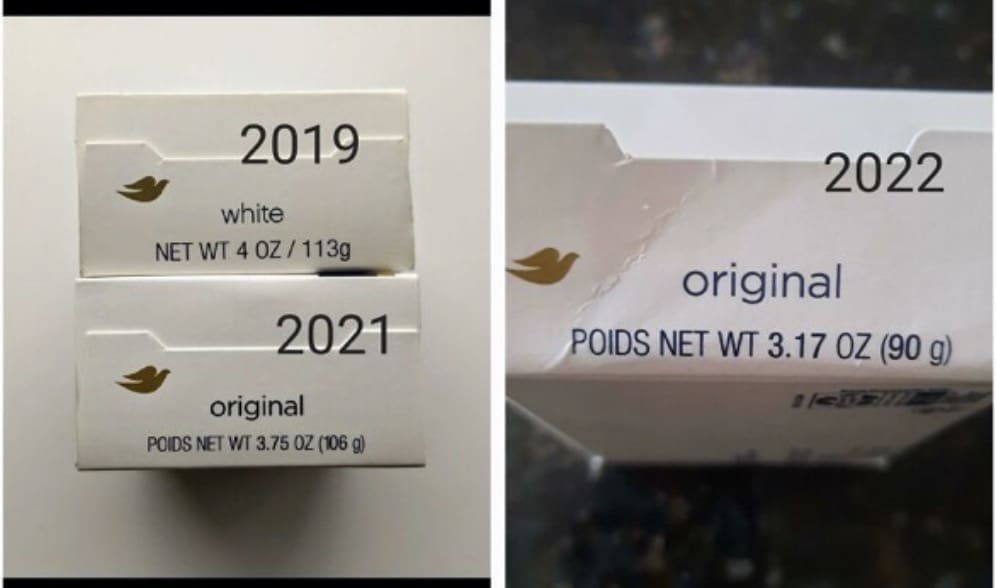 2019
white
NET WT 4 OZ / 113g
2021
original
POIDS NET WT 3.75 OZ (106 g)
2022
original
POIDS NET WT 3.17 OZ (90 g)